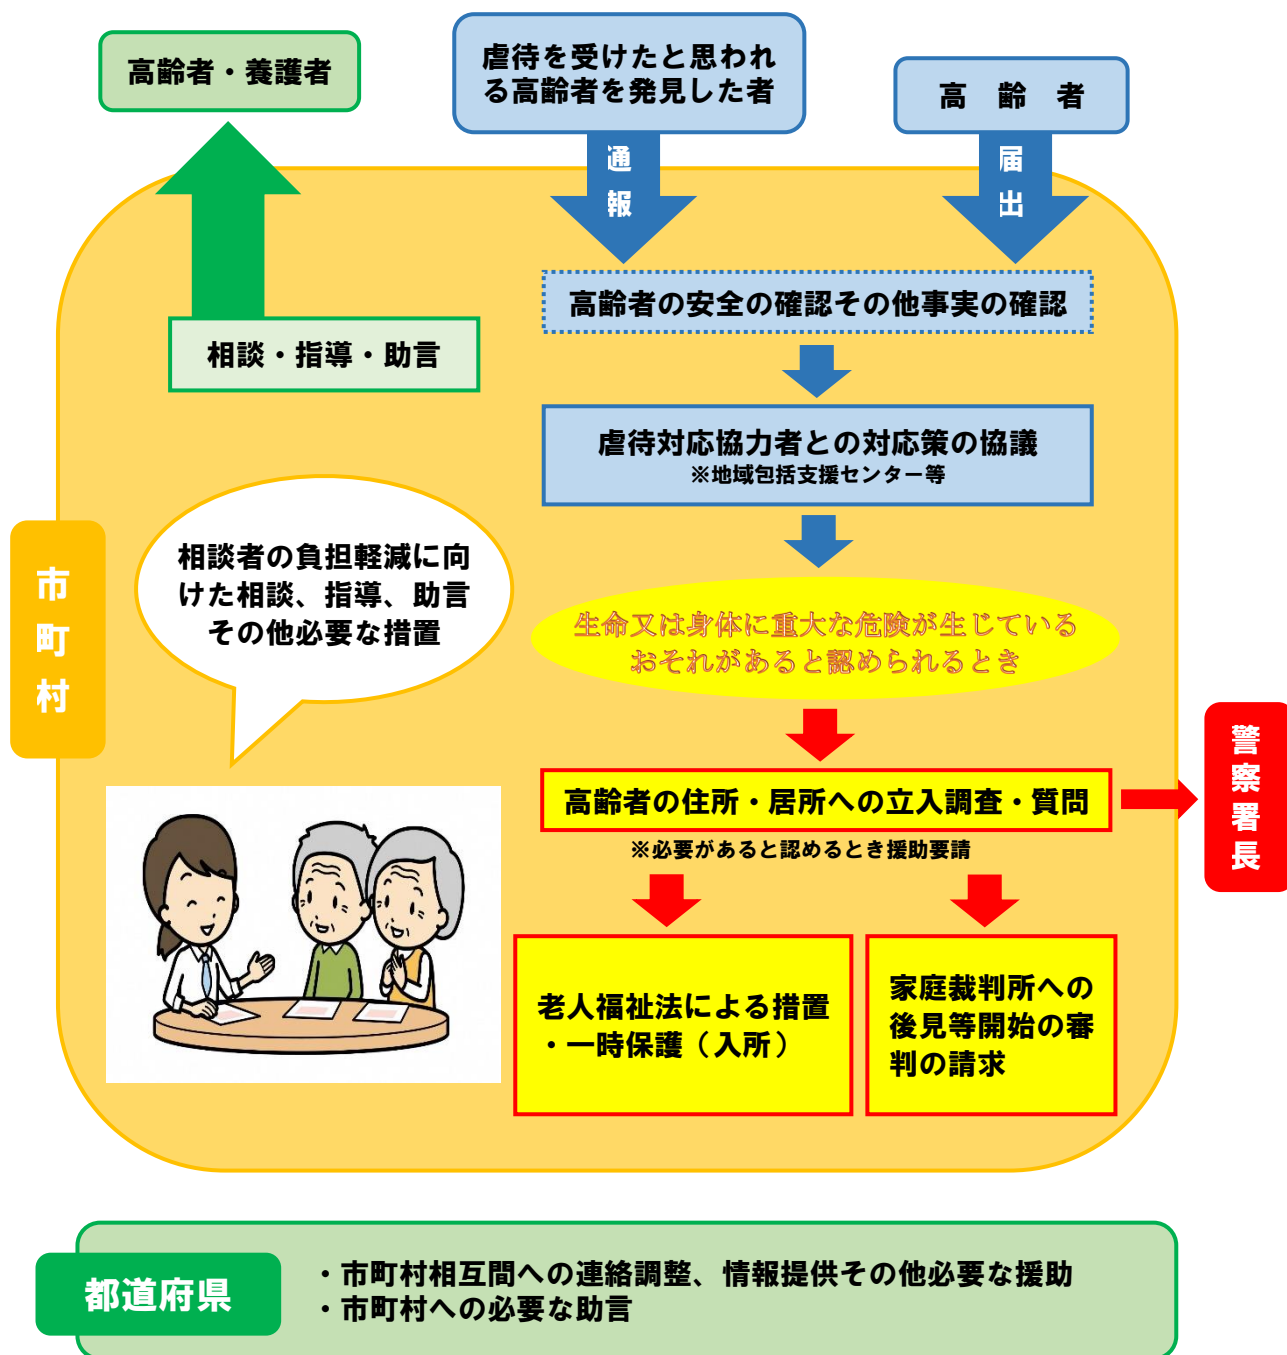 高齢者・養護者
虐待を受けたと思われ
る高齢者を発見した者
高　齢　者
通報
届出
高齢者の安全の確認その他事実の確認
相談・指導・助言
虐待対応協力者との対応策の協議
※地域包括支援センター等
市町村
相談者の負担軽減に向
けた相談、指導、助言
その他必要な措置
生命又は身体に重大な危険が生じている
おそれがあると認められるとき
高齢者の住所・居所への立入調査・質問
警察署長
※必要があると認めるとき援助要請
老人福祉法による措置
・一時保護（入所）
家庭裁判所への
後見等開始の審
判の請求
都道府県
・市町村相互間への連絡調整、情報提供その他必要な援助
・市町村への必要な助言